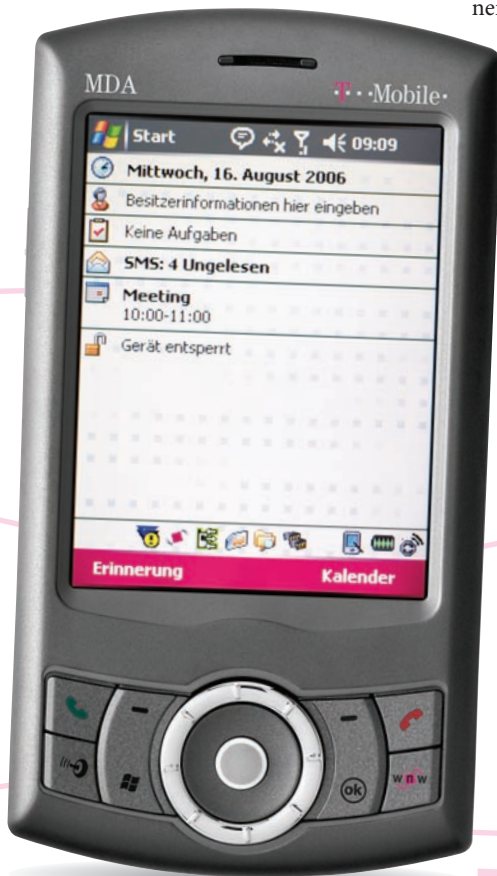 MDA
T··Mobile·
Start 09:09
Mittwoch, 16. August 2006
Besitzerinformationen hier eingeben
Keine Aufgaben
SMS: 4 Ungelesen
Meeting
10:00-11:00
Gerät entsperrt
Erinnerung Kalender
ok
wnw